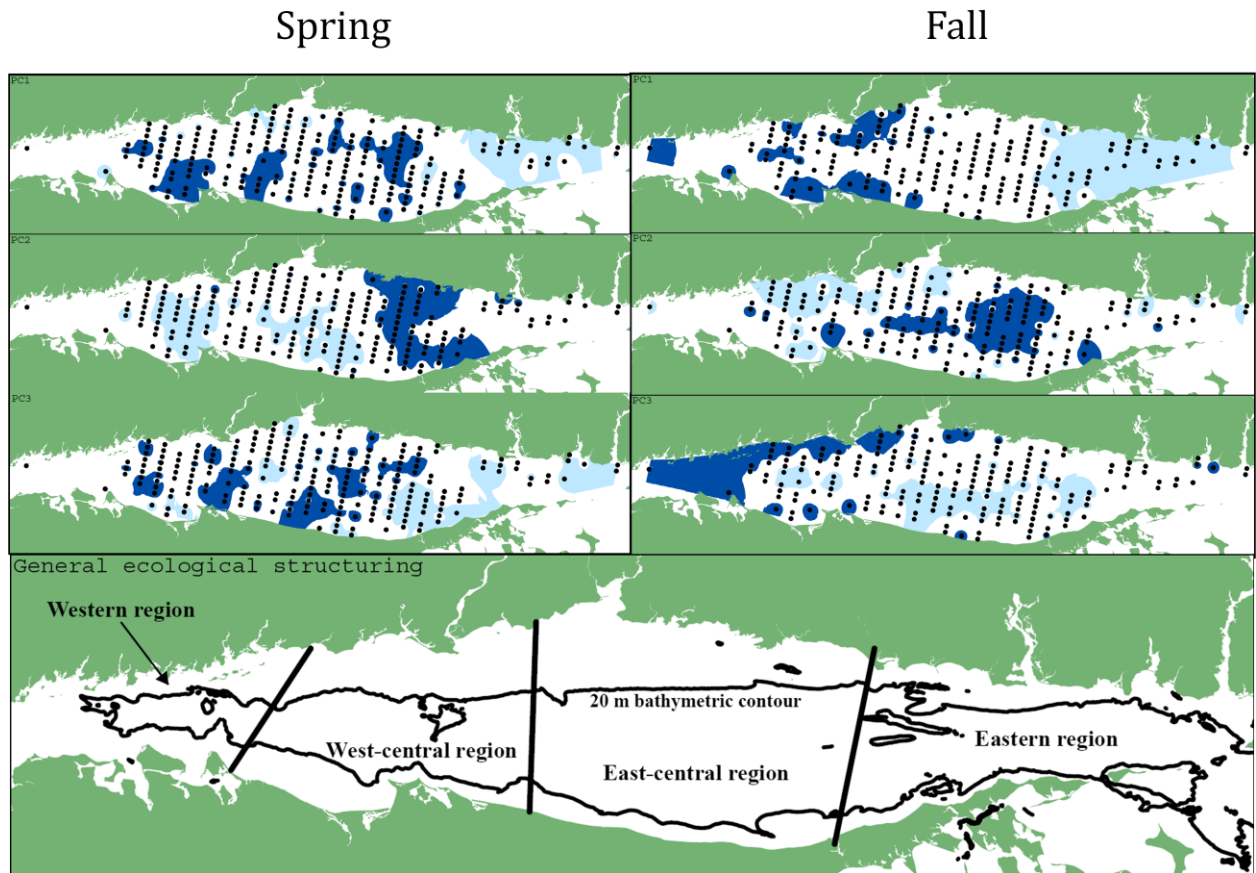 Spring
Fall
PC1
PC1
PC2
PC2
PC3
PC3
General ecological structuring
Western region
20 m bathymetric contour
West-central region
Eastern region
East-central region